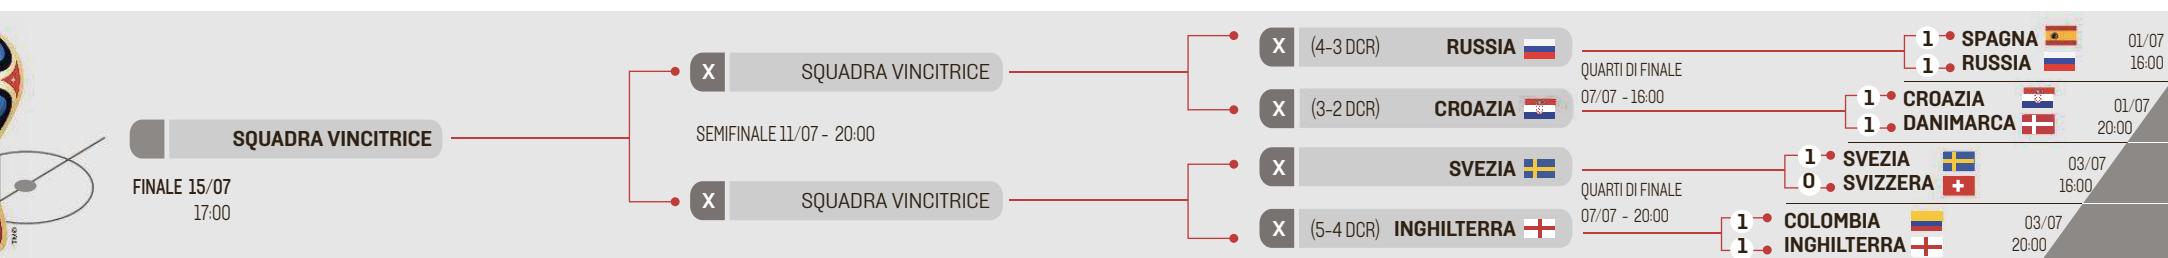 SQUADRA VINCITRICE
FINALE 15/07
17:00
X SQUADRA VINCITRICE
SEMIFINALE 11/07 - 20:00
X SQUADRA VINCITRICE
X (4-3 DCR) RUSSIA
X (3-2 DCR) CROAZIA
X SVEZIA
X (5-4 DCR) INGHILTERRA
QUARTI DI FINALE
07/07 - 16:00
QUARTI DI FINALE
07/07 - 20:00
1 SPAGNA 01/07
1 RUSSIA 16:00
1 CROAZIA 01/07
1 DANIMARCA 20:00
1 SVEZIA 03/07
0 SVIZZERA 16:00
1 COLOMBIA 03/07
1 INGHILTERRA 20:00